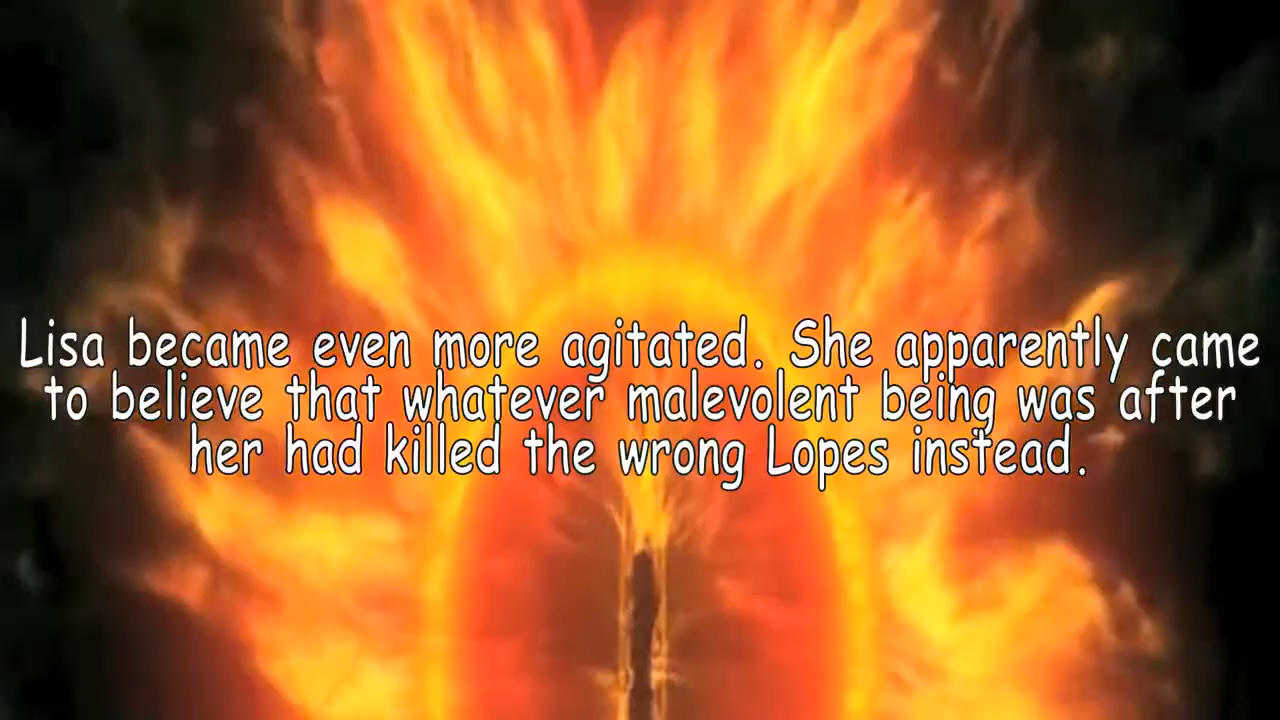 Lisa became even more agitated. She apparently came
to believe that whatever malevolent being was after
her had killed the wrong Lopes instead.